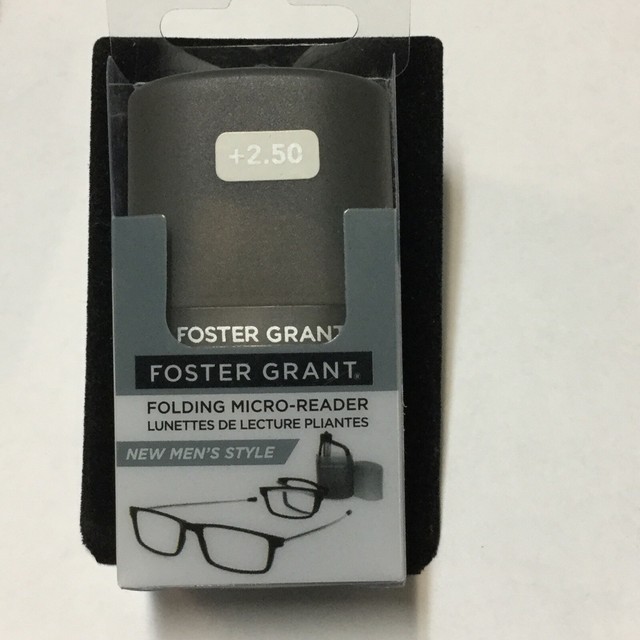 +2.50
FOSTER GRANT
FOSTER GRANT
FOLDING MICRO-READER
LUNETTES DE LECTURE PLIANTES
NEW MEN'S STYLE